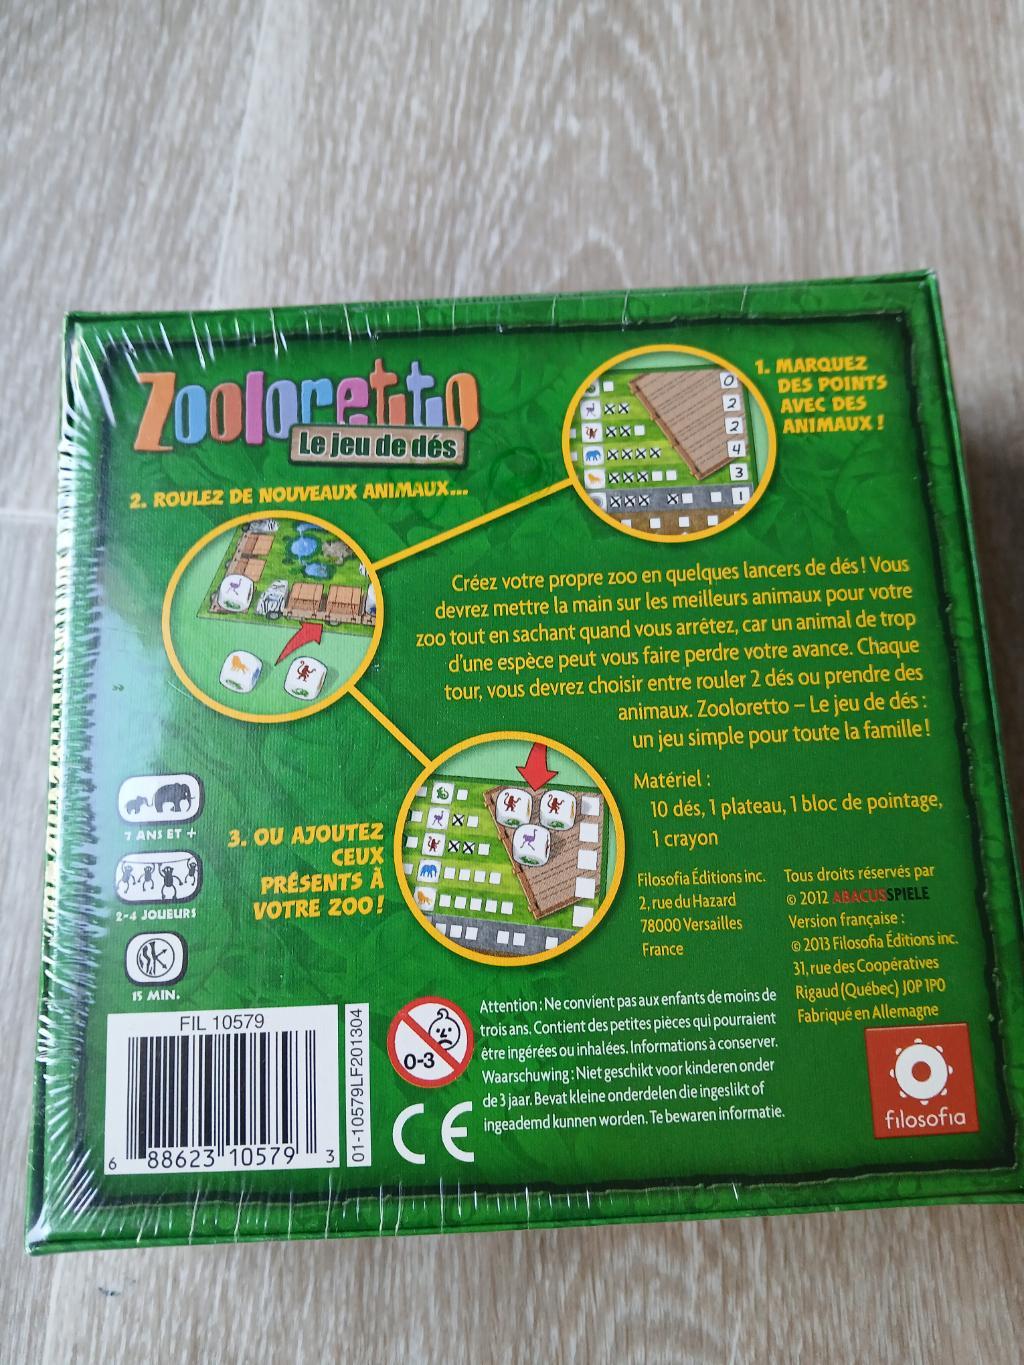 Zooloretto
Le jeu de dés
1. MARQUEZ
DES POINTS
AVEC DES
ANIMAUX !
0
2
2
4
3
1
2. ROULEZ DE NOUVEAUX ANIMAUX...
Créez votre propre zoo en quelques lancers de dés ! Vous
devrez mettre la main sur les meilleurs animaux pour votre
zoo tout en sachant quand vous arrêtez, car un animal de trop
d'une espèce peut vous faire perdre votre avance. Chaque
tour, vous devrez choisir entre rouler 2 dés ou prendre des
animaux. Zooloretto – Le jeu de dés :
un jeu simple pour toute la famille !
Matériel :
10 dés, 1 plateau, 1 bloc de pointage,
1 crayon
3. OU AJOUTEZ
CEUX
PRÉSENTS À
VOTRE ZOO !
7 ANS ET +
2-4 JOUEURS
15 MIN.
Filosofia Éditions inc.
2, rue du Hazard
78000 Versailles
France
Tous droits réservés par
© 2012 ABACUSSPIELE
Version française :
© 2013 Filosofia Éditions inc.
31, rue des Coopératives
Rigaud (Québec) J0P 1P0
Fabriqué en Allemagne
FIL 10579
6 88623 10579 3
01-10579LF201304
0-3
CE
Attention : Ne convient pas aux enfants de moins de
trois ans. Contient des petites pièces qui pourraient
être ingérées ou inhalées. Informations à conserver.
Waarschuwing : Niet geschikt voor kinderen onder
de 3 jaar. Bevat kleine onderdelen die ingeslikt of
ingeademd kunnen worden. Te bewaren informatie.
filosofia